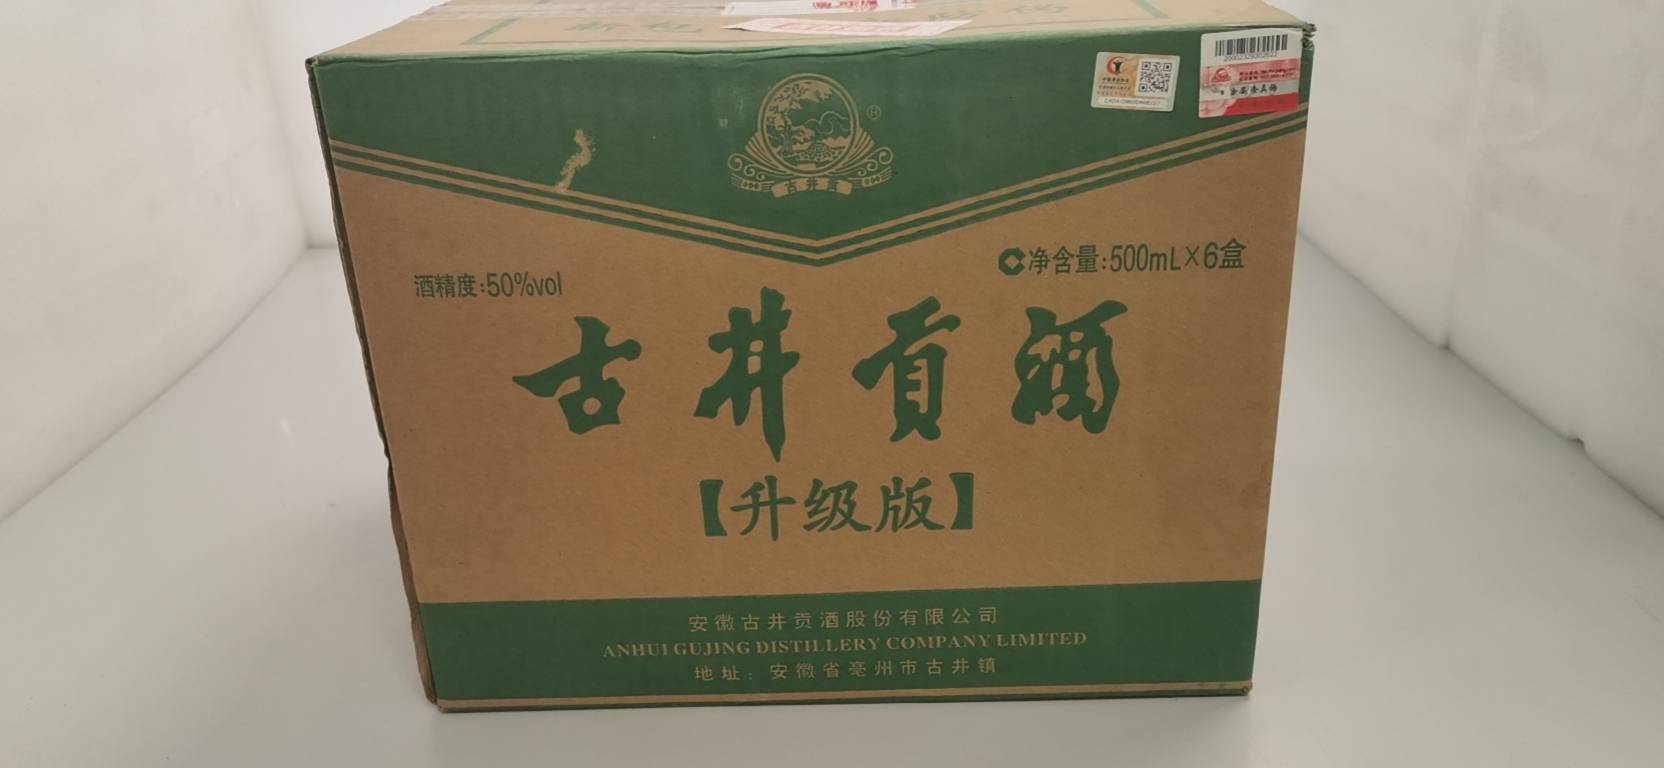 新包
古井贡
®
酒精度:50%vol
净含量:500mL×6盒
古井贡酒
【升级版】
安徽古井贡酒股份有限公司
ANHUI GUJING DISTILLERY COMPANY LIMITED
地址：安徽省亳州市古井镇